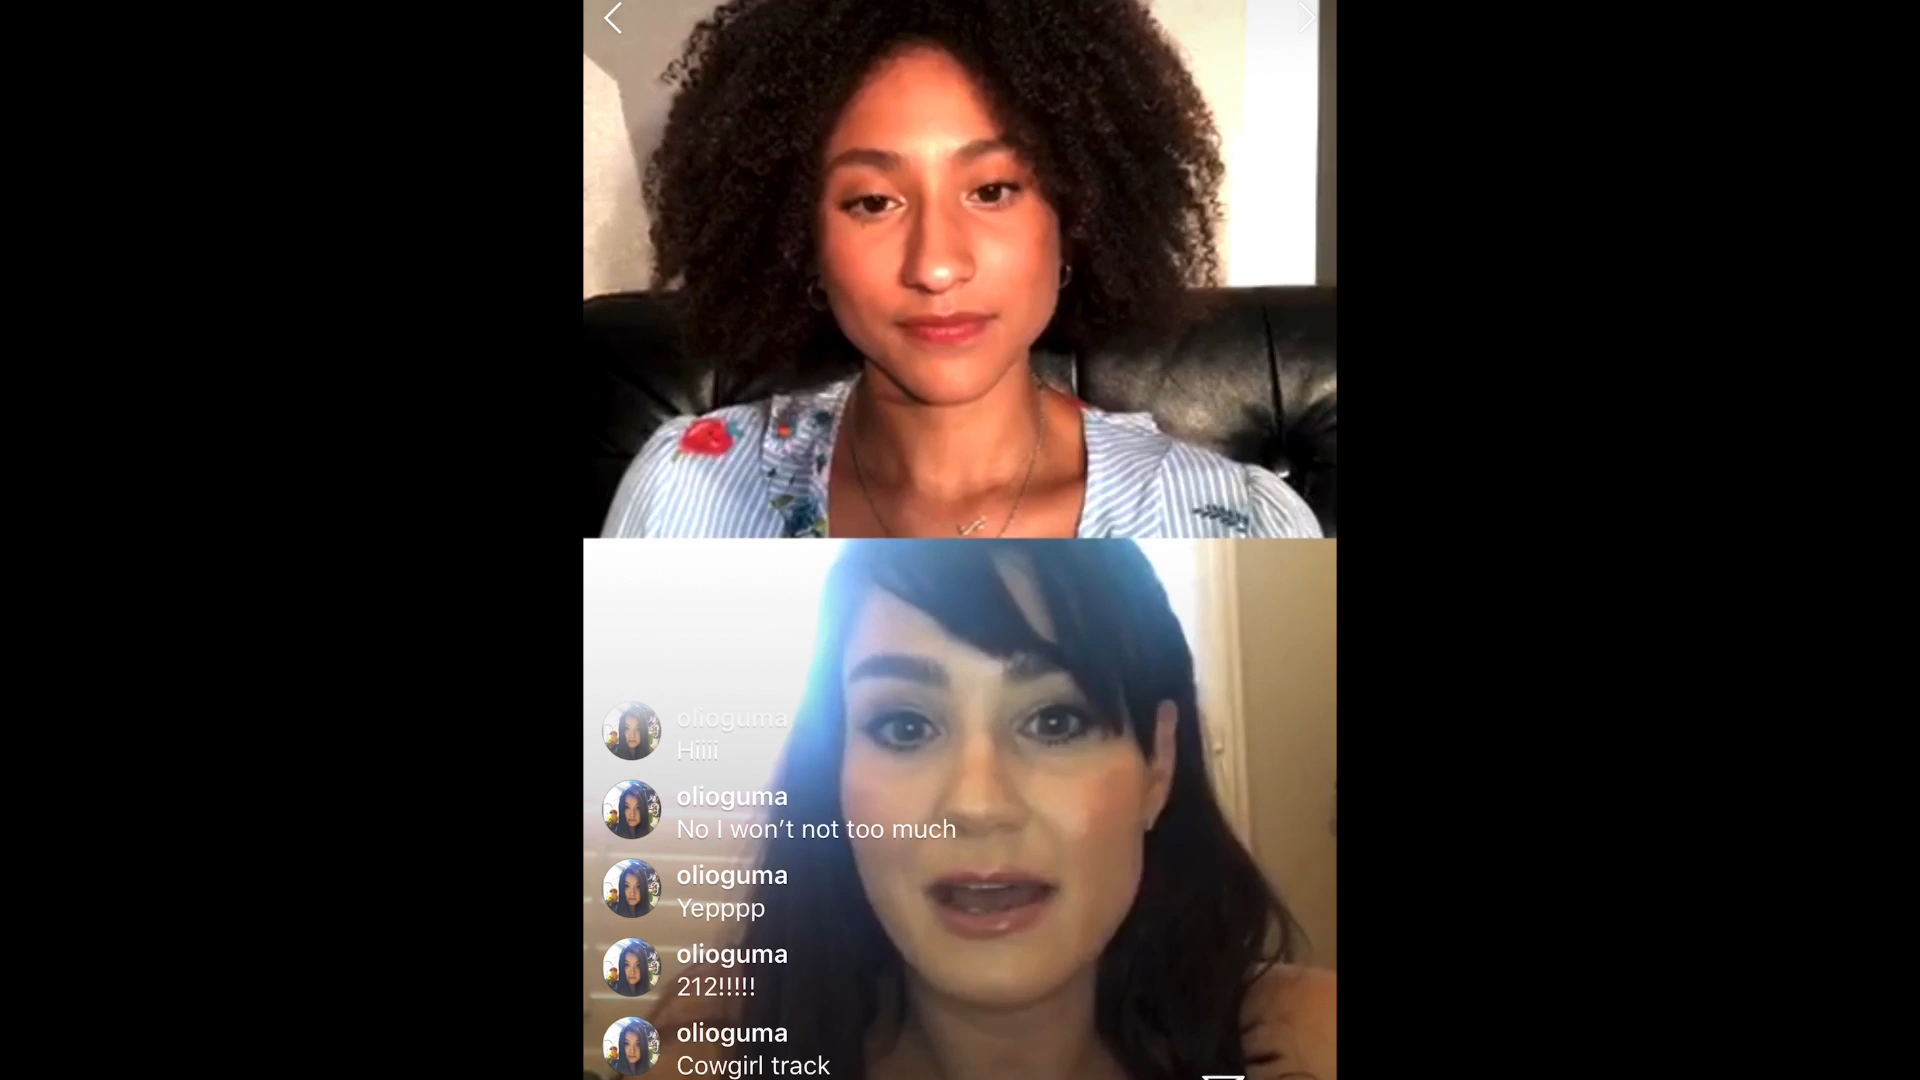 olioguma
Hiiii
olioguma
No I won’t not too much
olioguma
Yepppp
olioguma
212!!!!!
olioguma
Cowgirl track